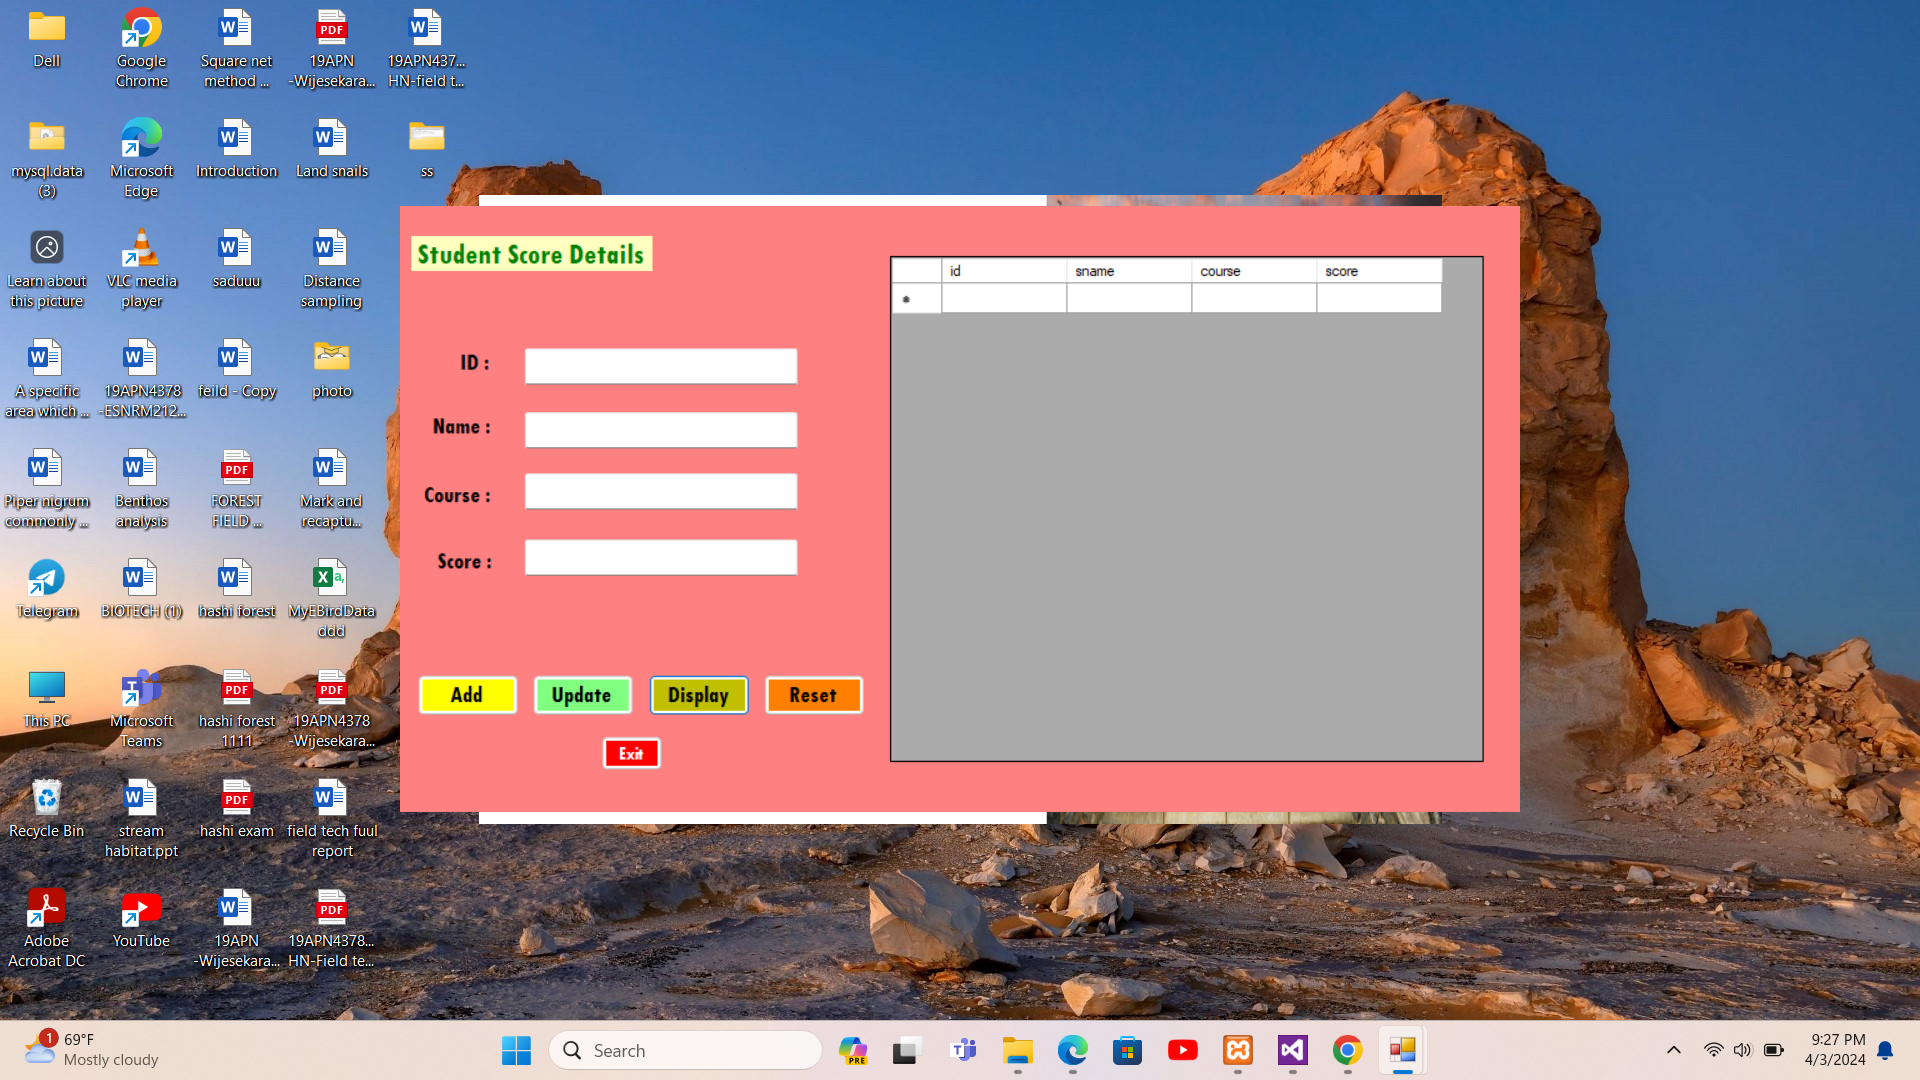 Dell
Google
Chrome
Square net
method ...
19APN
-Wijesekara...
19APN437...
HN-field t...
mysql.data
(3)
Microsoft
Edge
Introduction
Land snails
ss
Learn about
this picture
VLC media
player
saduuu
Distance
sampling
A specific
area which ...
19APN4378
-ESNRM212...
feild - Copy
photo
Piper nigrum
commonly ...
Benthos
analysis
FOREST
FIELD ...
Mark and
recaptu...
Telegram
BIOTECH (1)
hashi forest
MyEBirdData
ddd
This PC
Microsoft
Teams
hashi forest
1111
19APN4378
-Wijesekara...
Recycle Bin
stream
habitat.ppt
hashi exam
field tech fuul
report
Adobe
Acrobat DC
YouTube
19APN
-Wijesekara...
19APN4378...
HN-Field te...
Student Score Details
ID :
Name :
Course :
Score :
Add
Update
Display
Reset
Exit
id sname course score
1
69°F
Mostly cloudy
Search
PRE
9:27 PM
4/3/2024